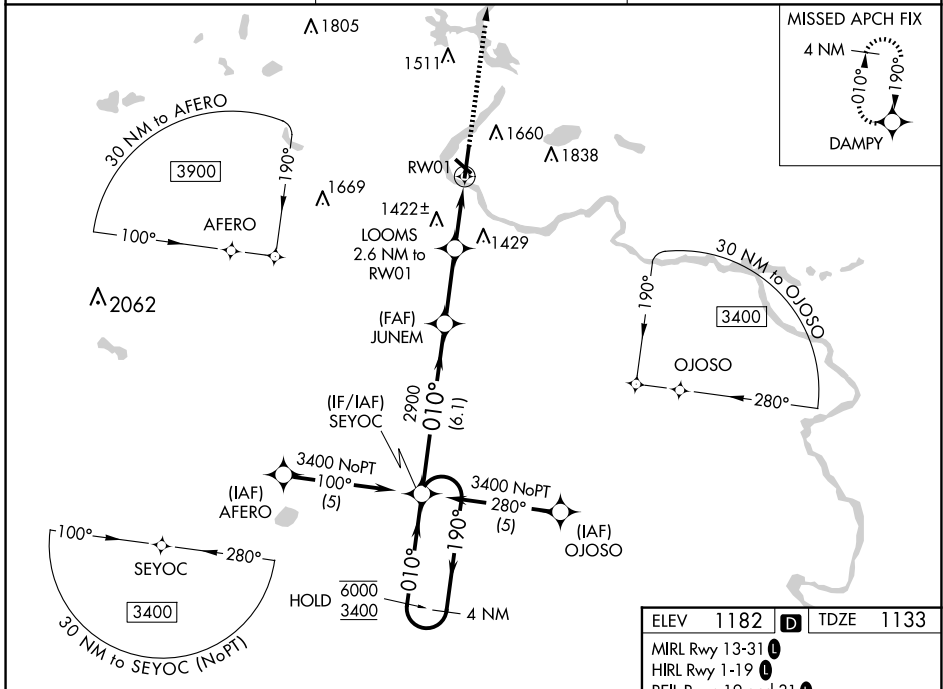 1805
1511
MISSED APCH FIX
4 NM
010°
190°
DAMPY
30 NM to AFERO
3900
190°
AFERO
100°
1660
1838
RW01
1669
1422±
LOOMS
2.6 NM to
RW01
1429
2062
(FAF)
JUNEM
30 NM to OJOSO
190°
3400
OJOSO
280°
2900
010°
(6.1)
(IF/IAF)
SEYOC
3400 NoPT
100°
(5)
(IAF)
AFERO
3400 NoPT
280°
(5)
(IAF)
OJOSO
100°
280°
SEYOC
3400
30 NM to SEYOC (NoPT)
010°
190°
HOLD
6000
3400
4 NM
ELEV 1182 D TDZE 1133
MIRL Rwy 13-31 L
HIRL Rwy 1-19 L